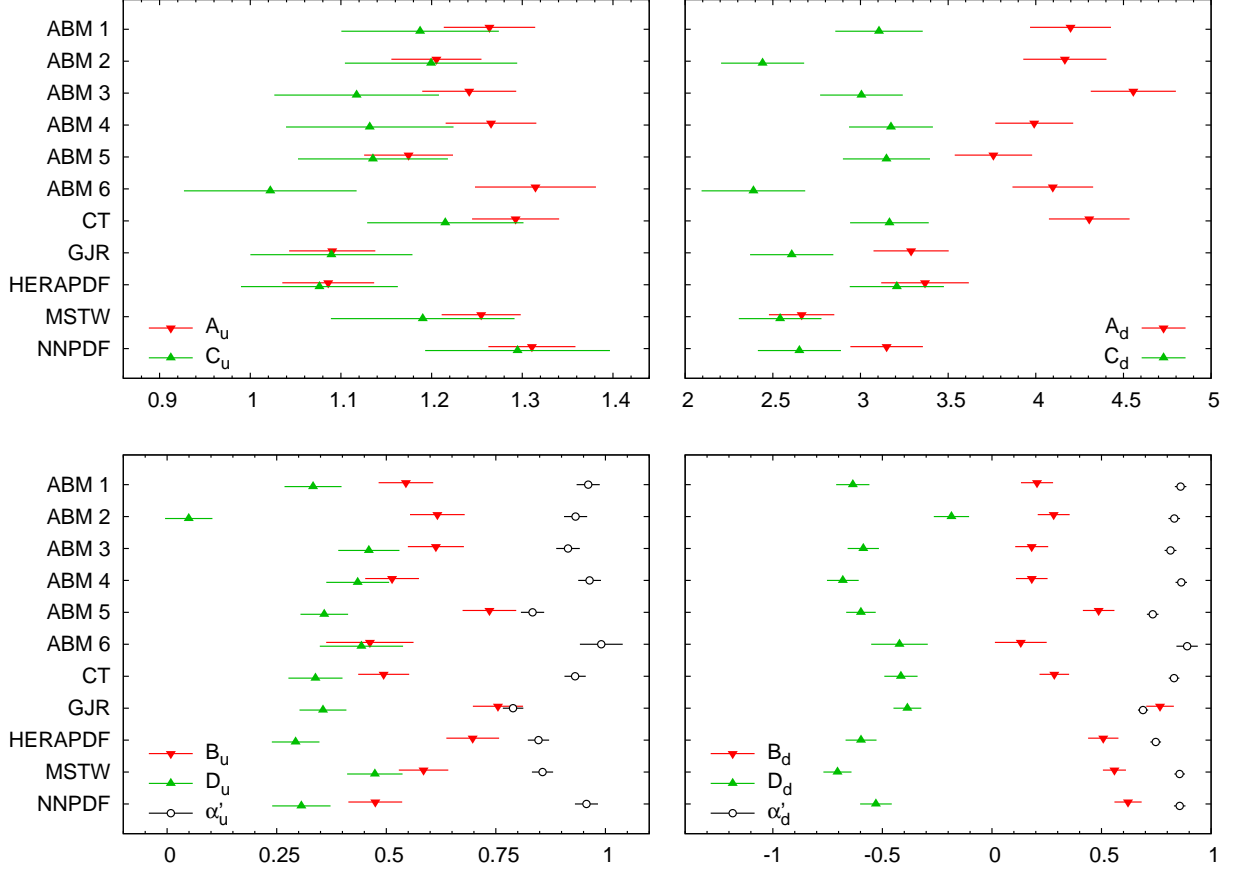 ABM 1
ABM 2
ABM 3
ABM 4
ABM 5
ABM 6
CT
GJR
HERAPDF
MSTW
NNPDF
A_u
C_u
0.9 1 1.1 1.2 1.3 1.4
A_d
C_d
2 2.5 3 3.5 4 4.5 5
ABM 1
ABM 2
ABM 3
ABM 4
ABM 5
ABM 6
CT
GJR
HERAPDF
MSTW
NNPDF
B_u
D_u
α'_u
0 0.25 0.5 0.75 1
B_d
D_d
α'_d
-1 -0.5 0 0.5 1